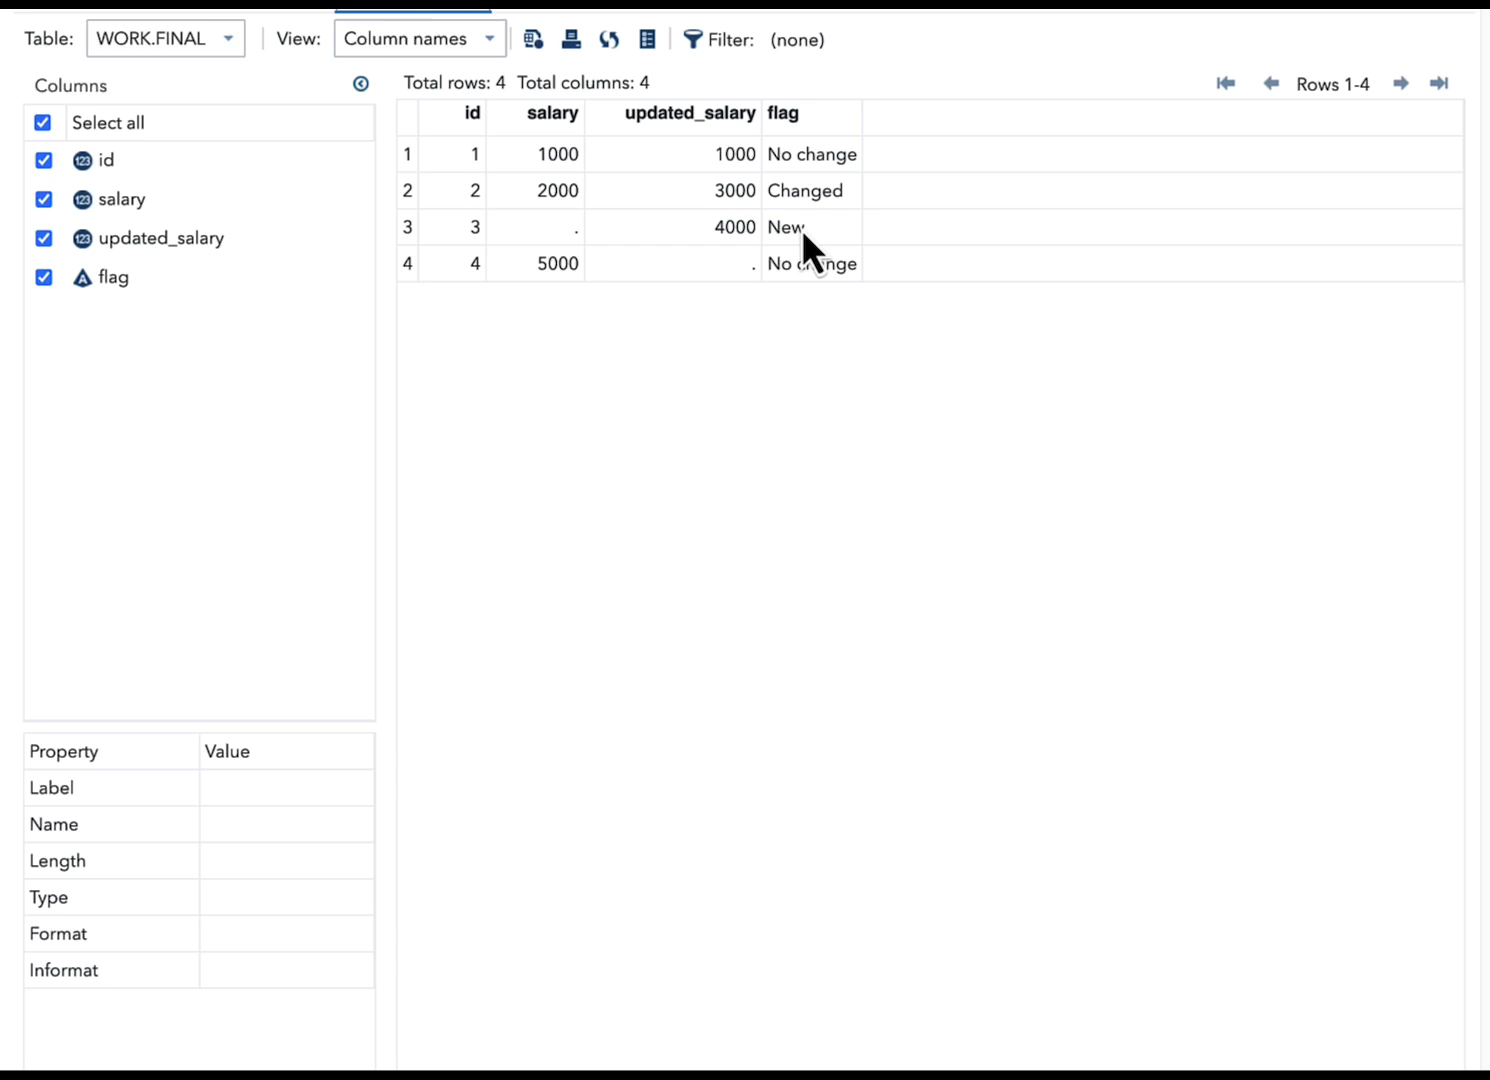 Table: WORK.FINAL View: Column names Filter: (none)
Columns
Total rows: 4 Total columns: 4
Rows 1-4
Select all
id
salary
updated_salary
flag
id salary updated_salary flag
1 1 1000 1000 No change
2 2 2000 3000 Changed
3 3 . 4000 New
4 4 5000 . No change
Property Value
Label
Name
Length
Type
Format
Informat